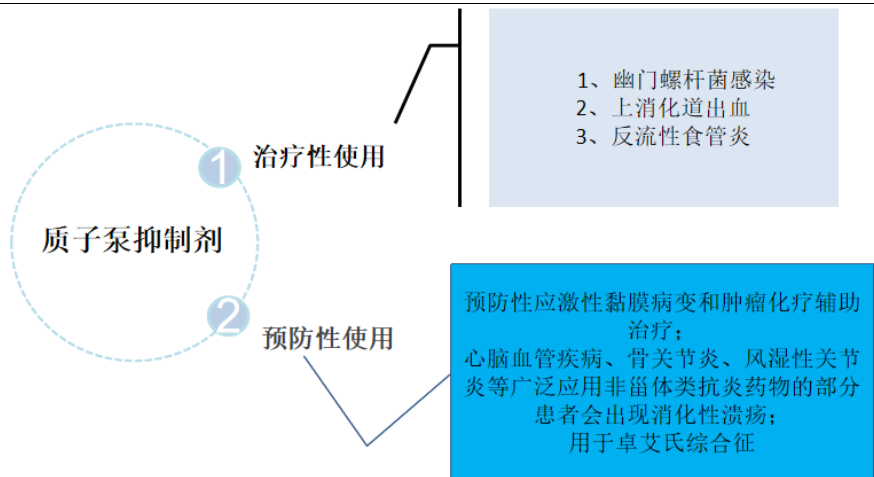 质子泵抑制剂
1
治疗性使用
1、幽门螺杆菌感染
2、上消化道出血
3、反流性食管炎
2
预防性使用
预防性应激性黏膜病变和肿瘤化疗辅助
治疗；
心脑血管疾病、骨关节炎、风湿性关节
炎等广泛应用非甾体类抗炎药物的部分
患者会出现消化性溃疡；
用于卓艾氏综合征